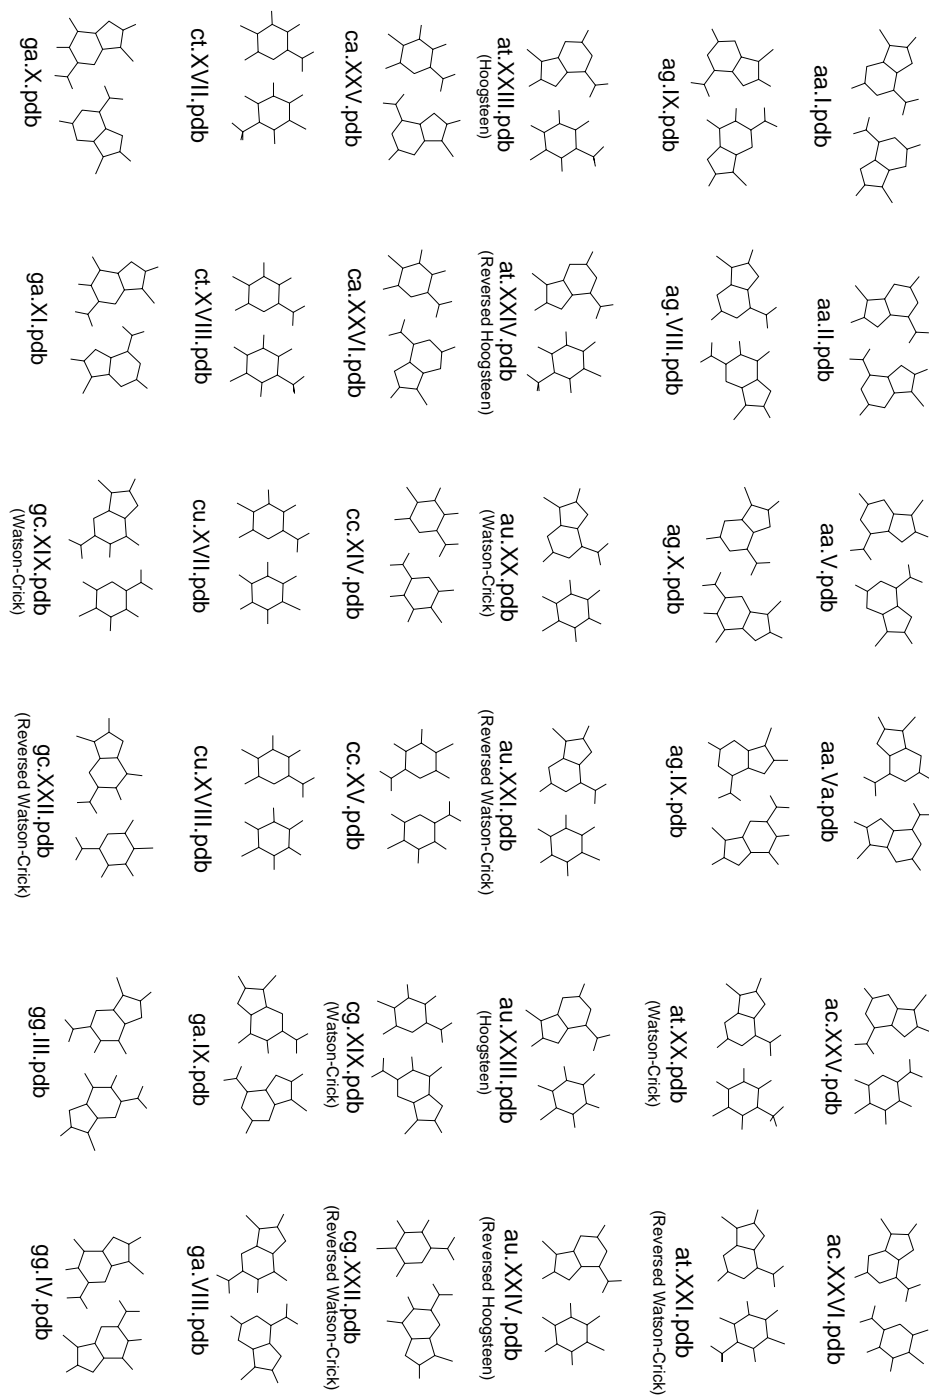 aa.I.pdb
aa.II.pdb
aa.V.pdb
aa.Va.pdb
ac.XXV.pdb
ac.XXVI.pdb
ag.IX.pdb
ag.VIII.pdb
ag.X.pdb
ag.IX.pdb
at.XX.pdb
(Watson-Crick)
at.XXI.pdb
(Reversed Watson-Crick)
at.XXIII.pdb
(Hoogsteen)
at.XXIV.pdb
(Reversed Hoogsteen)
au.XX.pdb
(Watson-Crick)
au.XXI.pdb
(Reversed Watson-Crick)
au.XXIII.pdb
(Hoogsteen)
au.XXIV.pdb
(Reversed Hoogsteen)
ca.XXV.pdb
ca.XXVI.pdb
cc.XIV.pdb
cc.XV.pdb
cg.XIX.pdb
(Watson-Crick)
cg.XXII.pdb
(Reversed Watson-Crick)
ct.XVII.pdb
ct.XVIII.pdb
cu.XVII.pdb
cu.XVIII.pdb
ga.IX.pdb
ga.VIII.pdb
ga.X.pdb
ga.XI.pdb
gc.XIX.pdb
(Watson-Crick)
gc.XXII.pdb
(Reversed Watson-Crick)
gg.III.pdb
gg.IV.pdb